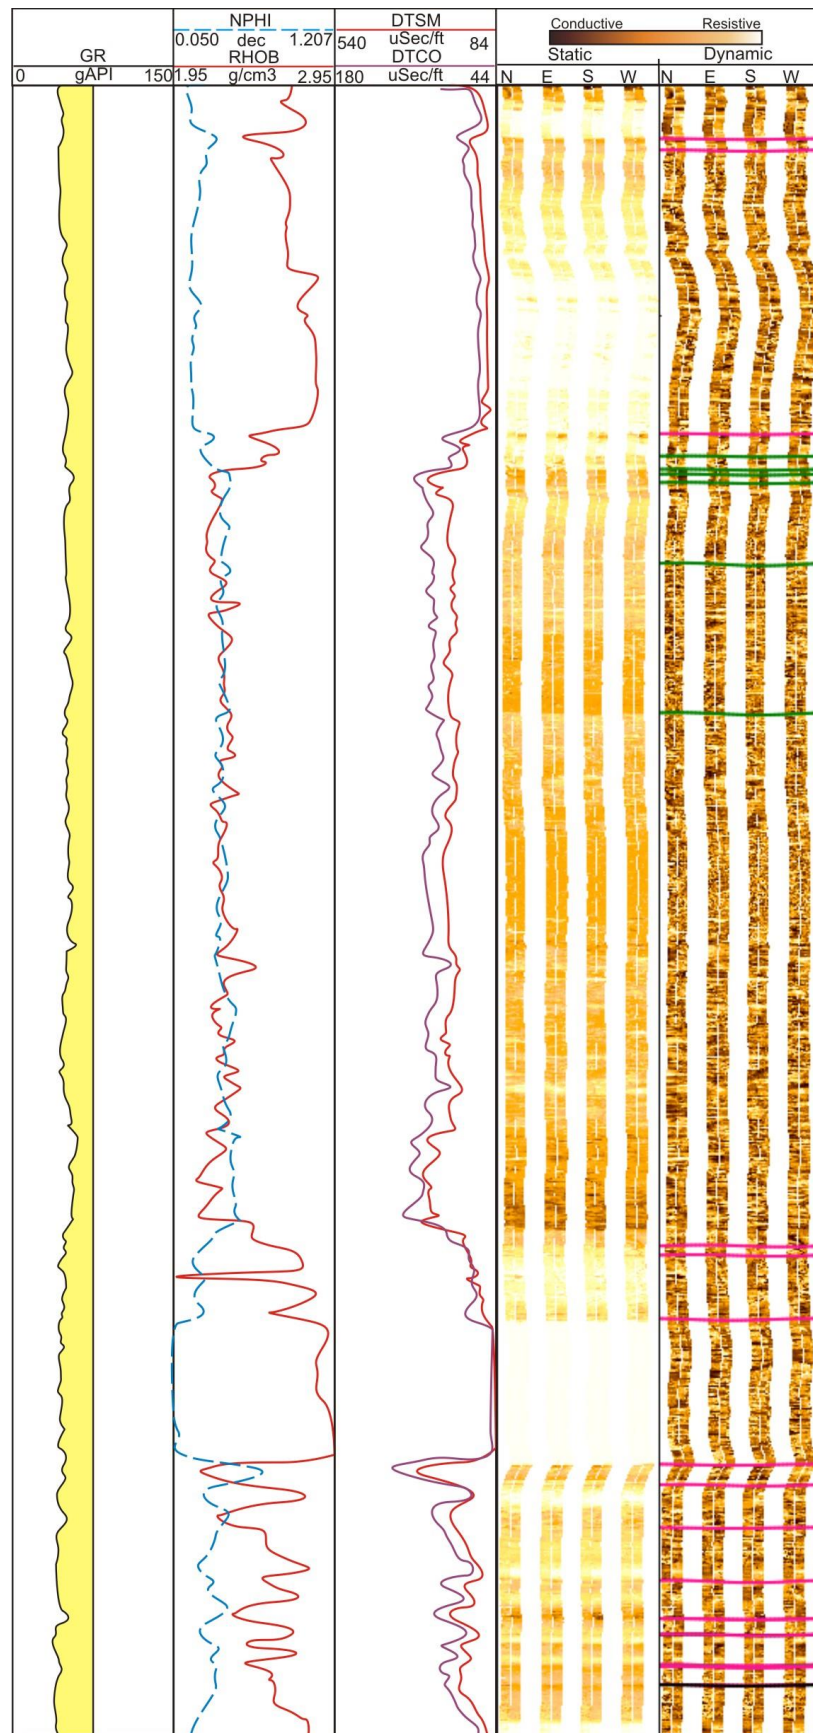 NPHI
0.050 dec 1.207
DTSM
540 uSec/ft 84
Conductive Resistive
Static Dynamic
GR
0 gAPI 150
RHOB
1.95 g/cm3 2.95
DTCO
180 uSec/ft 44
N E S W
N E S W